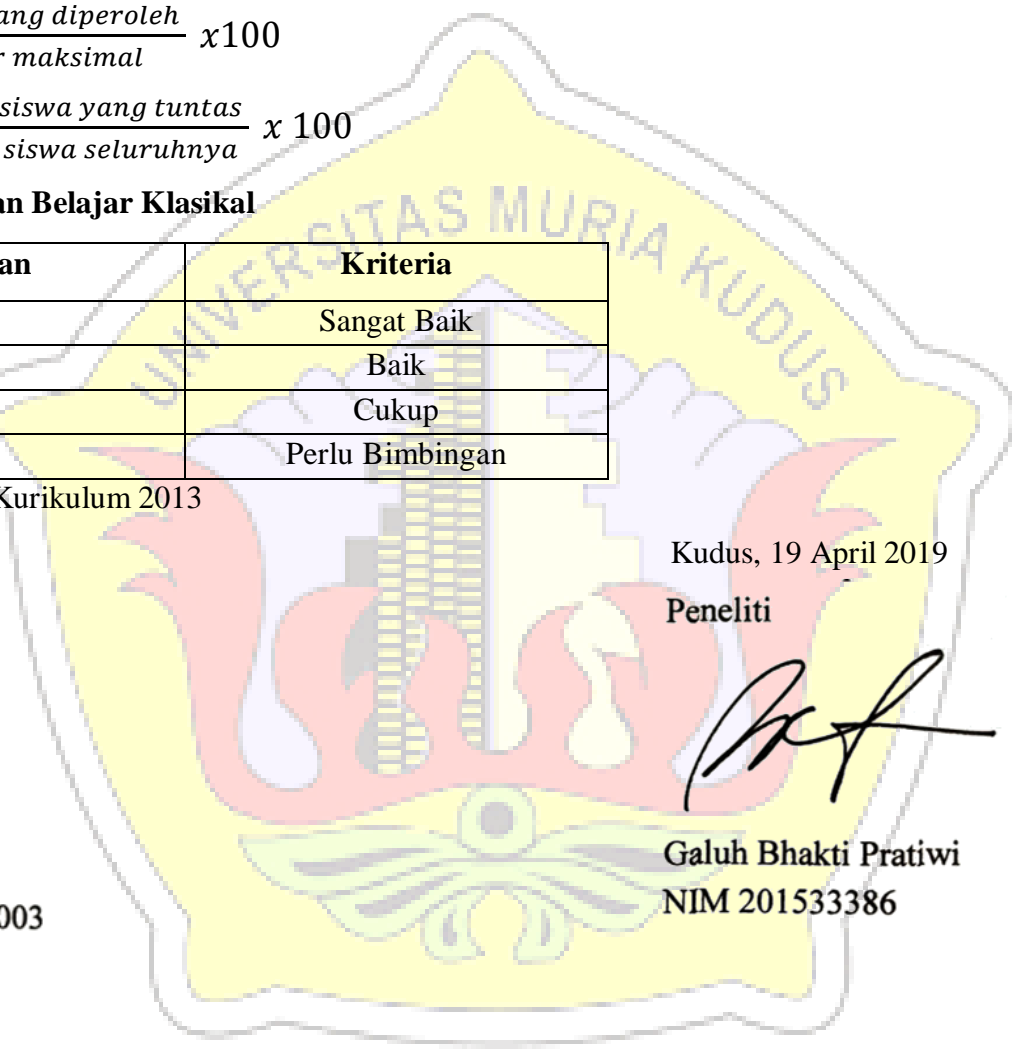 ang diperoleh
r maksimal
x100
siswa yang tuntas
siswa seluruhnya
x 100
an Belajar Klasikal
an Kriteria
Sangat Baik
Baik
Cukup
Perlu Bimbingan
Kurikulum 2013
UNIVERSITAS MURIA KUDUS
Kudus, 19 April 2019
Peneliti
Galuh Bhakti Pratiwi
NIM 201533386
003